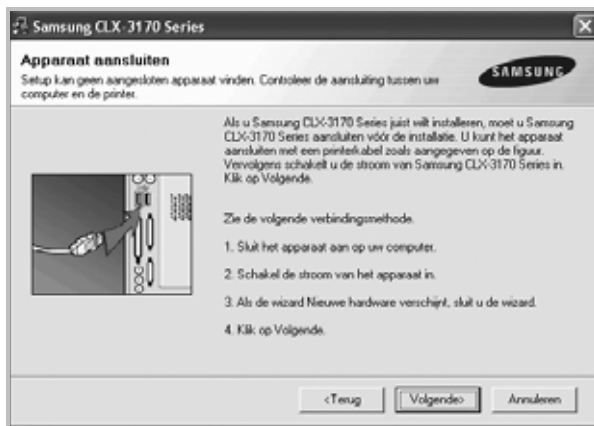 Samsung CLX-3170 Series
Apparaat aansluiten
Setup kan geen aangesloten apparaat vinden. Controleer de aansluiting tussen uw
computer en de printer.
SAMSUNG
Als u Samsung CLX-3170 Series juist wilt installeren, moet u Samsung
CLX-3170 Series aansluiten vóór de installatie. U kunt het apparaat
aansluiten met een printerkabel zoals aangegeven op de figuur.
Vervolgens schakelt u de stroom van Samsung CLX-3170 Series in.
Klik op Volgende.
Zie de volgende verbindingsmethode.
1. Sluit het apparaat aan op uw computer.
2. Schakel de stroom van het apparaat in.
3. Als de wizard Nieuwe hardware verschijnt, sluit u de wizard.
4. Klik op Volgende.
<Terug
Volgende>
Annuleren